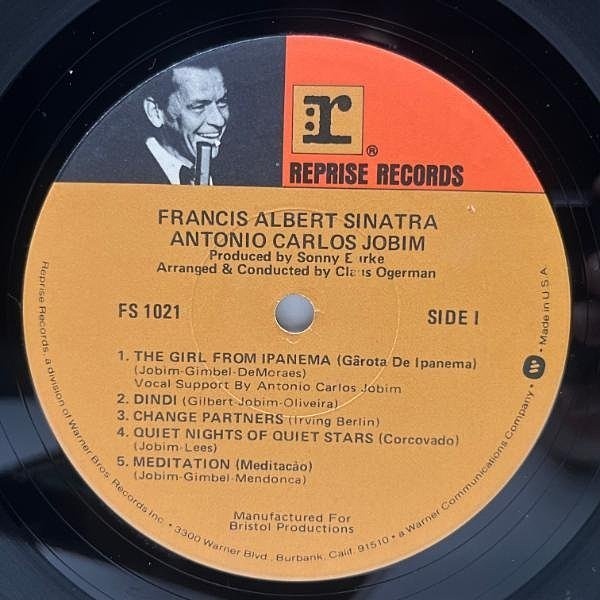 r
®
REPRISE RECORDS
FRANCIS ALBERT SINATRA
ANTONIO CARLOS JOBIM
Produced by Sonny Burke
Arranged & Conducted by Claus Ogerman
FS 1021
SIDE I
1. THE GIRL FROM IPANEMA (Gârota De Ipanema)
(Jobim-Gimbel-DeMoraes)
Vocal Support By Antonio Carlos Jobim
2. DINDI (Gilbert-Jobim-Oliveira)
3. CHANGE PARTNERS (Irving Berlin)
4. QUIET NIGHTS OF QUIET STARS (Corcovado)
(Jobim-Lees)
5. MEDITATION (Meditacão)
(Jobim-Gimbel-Mendonca)
Manufactured For
Bristol Productions
Reprise Records, a division of Warner Bros. Records Inc. • 3300 Warner Blvd., Burbank, Calif. 91510 • a Warner Communications Company • W • Made in U.S.A.